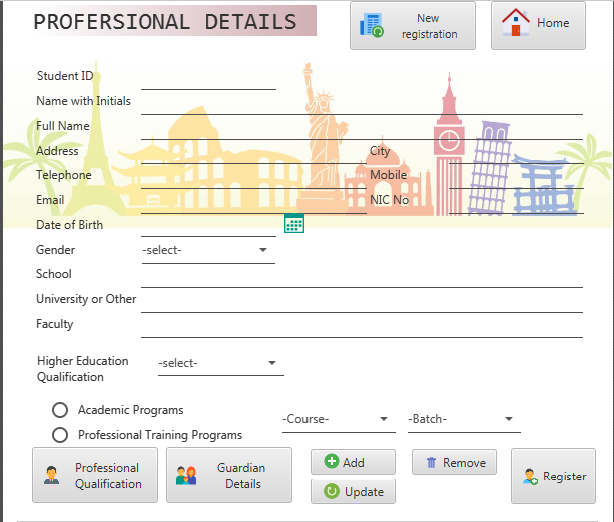 PROFERSIONAL DETAILS
New
registration
Home
Student ID
Name with Initials
Full Name
Address
City
Telephone
Mobile
Email
NIC No
Date of Birth
Gender
-select-
School
University or Other
Faculty
Higher Education
Qualification
-select-
Academic Programs
Professional Training Programs
-Course-
-Batch-
Professional
Qualification
Guardian
Details
Add
Update
Remove
Register